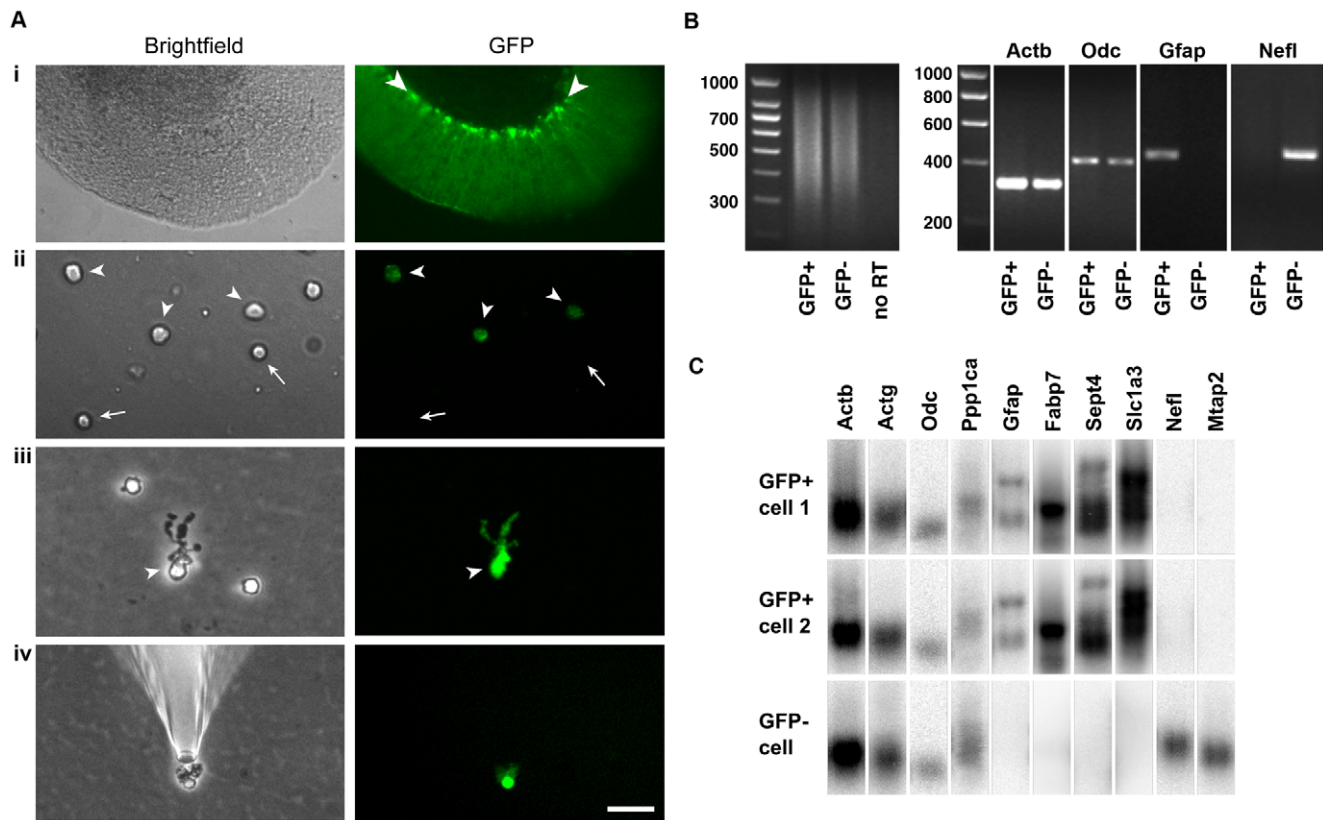 A
Brightfield GFP
i
ii
iii
iv
B
Actb Odc Gfap Nefl
1000
700
500
300
1000
800
600
400
200
GFP+ GFP- no RT
GFP+ GFP- GFP+ GFP- GFP+ GFP- GFP+ GFP-
C
Actb Actg Odc Ppp1ca Gfap Fabp7 Sept4 Slc1a3 Nefl Mtap2
GFP+
cell 1
GFP+
cell 2
GFP-
cell